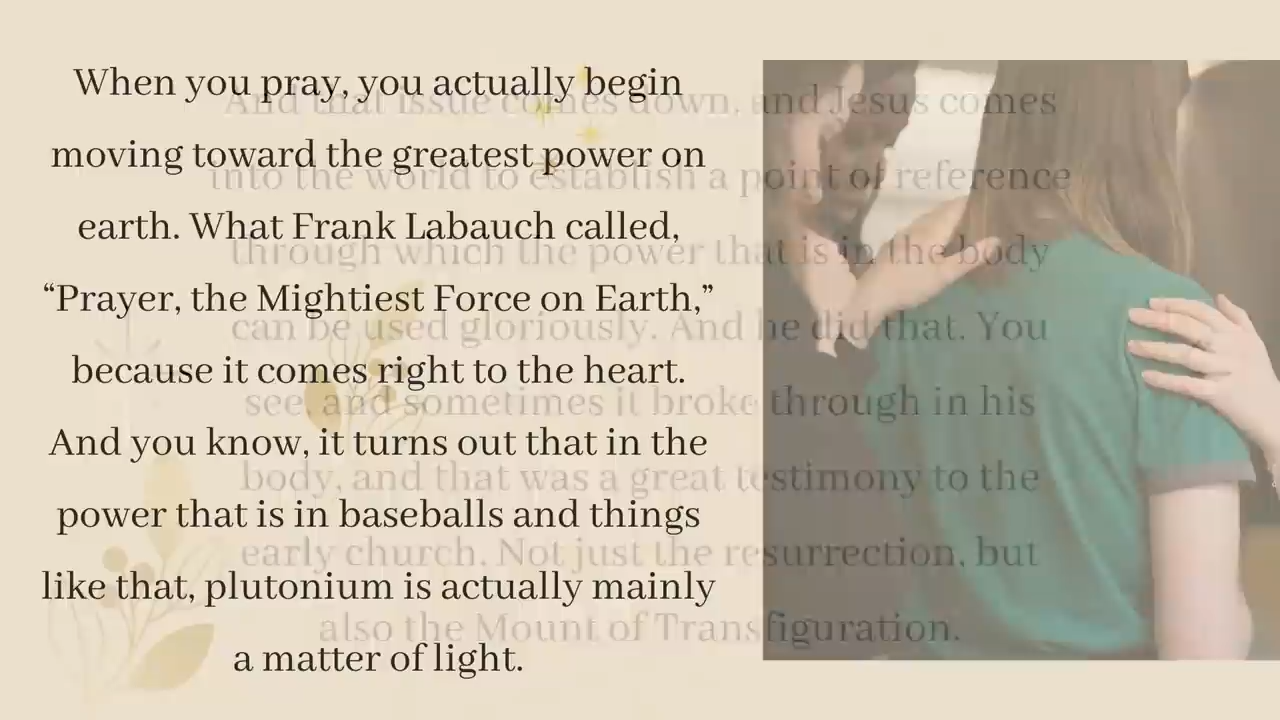 When you pray, you actually begin
moving toward the greatest power on
earth. What Frank Labauch called,
“Prayer, the Mightiest Force on Earth,”
because it comes right to the heart.
And you know, it turns out that in the
power that is in baseballs and things
like that, plutonium is actually mainly
a matter of light.
And that issue comes down, and Jesus comes
into the world to establish a point of reference
through which the power that is in the body
can be used gloriously. And he did that. You
see, and sometimes it broke through in his
body, and that was a great testimony to the
early church. Not just the resurrection, but
also the Mount of Transfiguration.